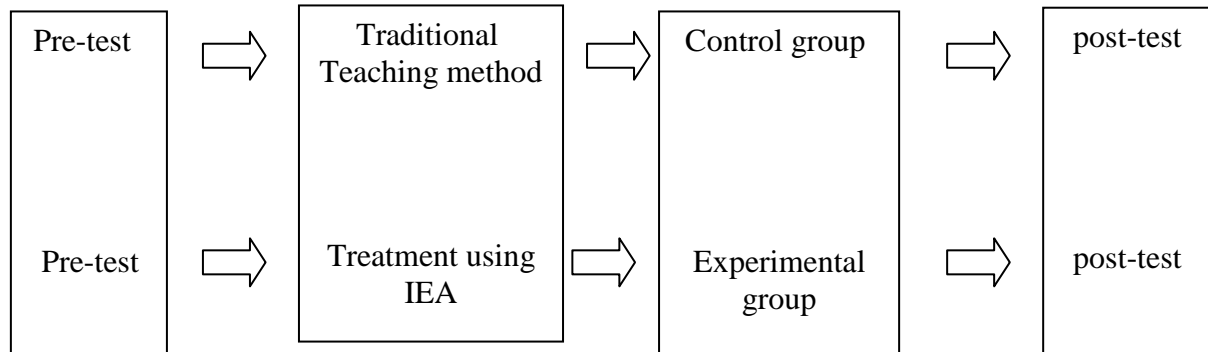 Pre-test
Traditional
Teaching method
Control group
post-test
Pre-test
Treatment using
IEA
Experimental
group
post-test